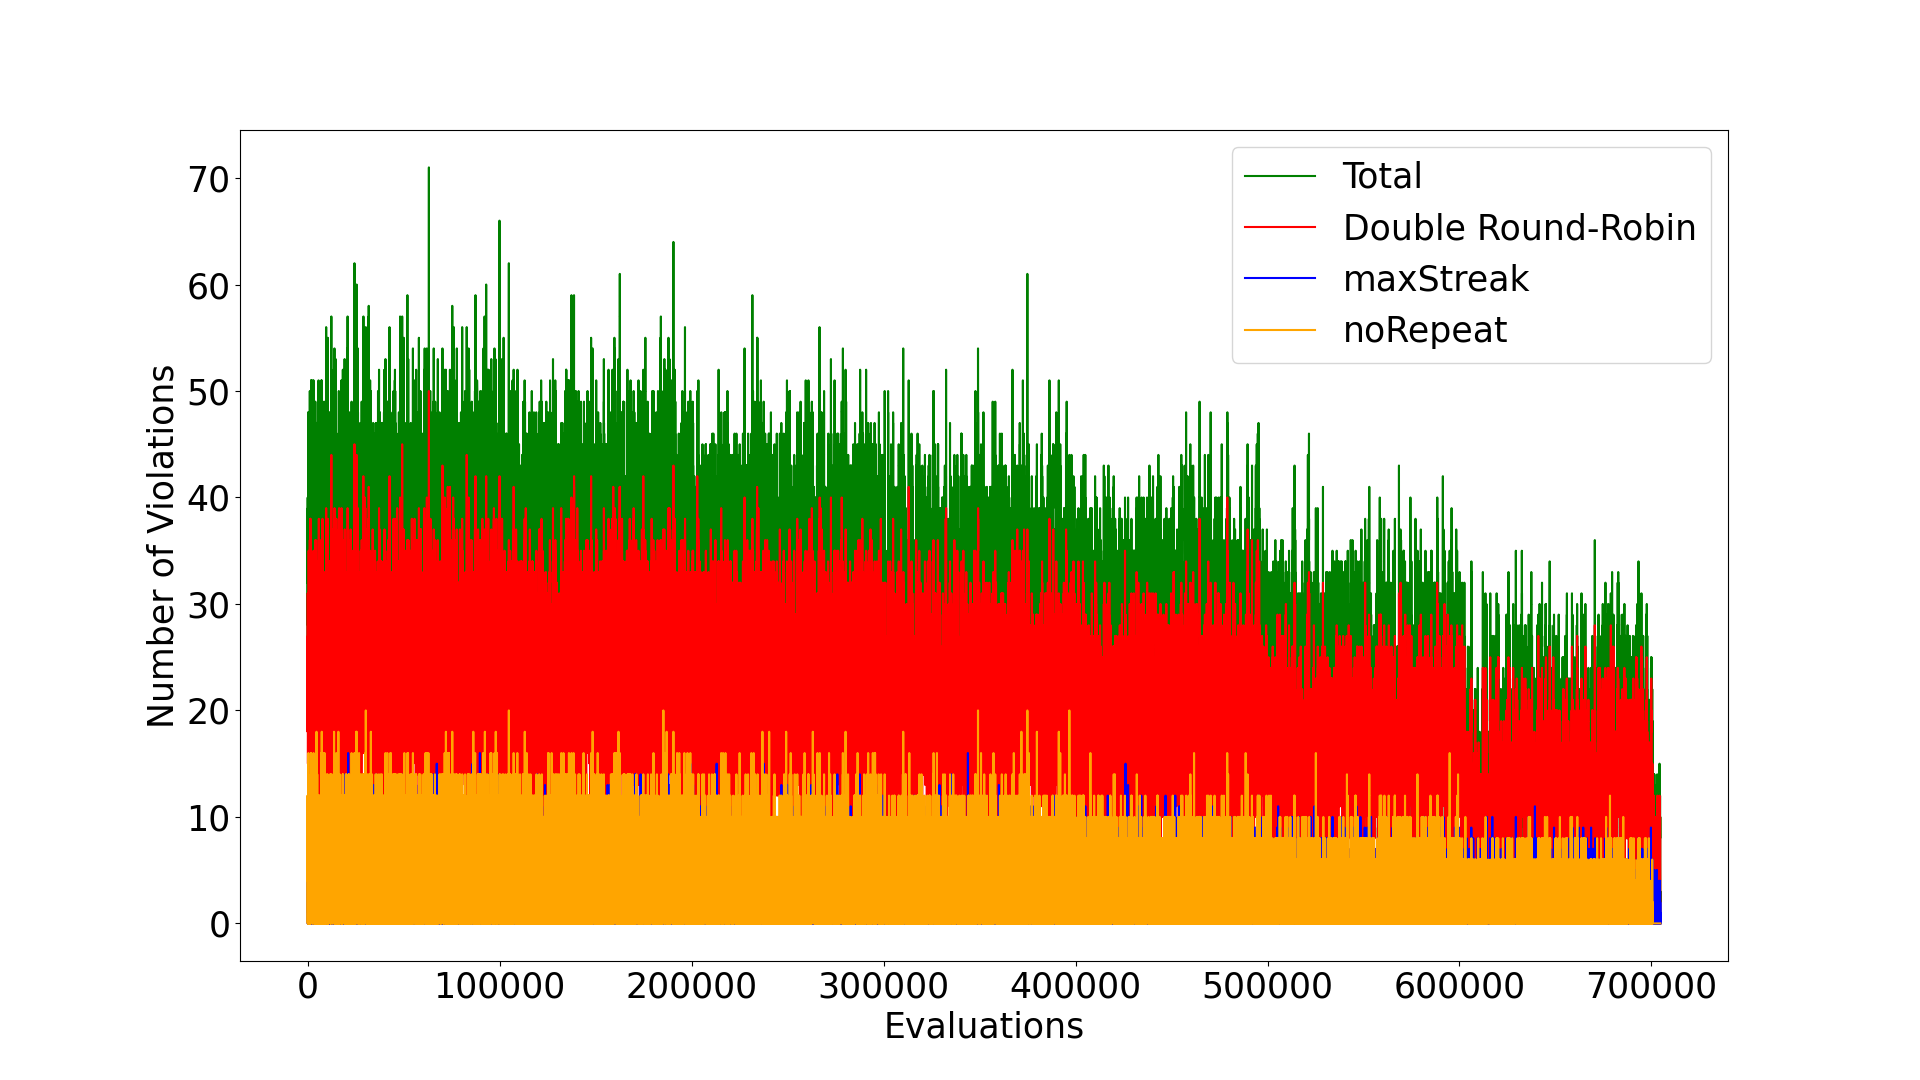 Total
Double Round-Robin
maxStreak
noRepeat
Number of Violations
70
60
50
40
30
20
10
0
0 100000 200000 300000 400000 500000 600000 700000
Evaluations